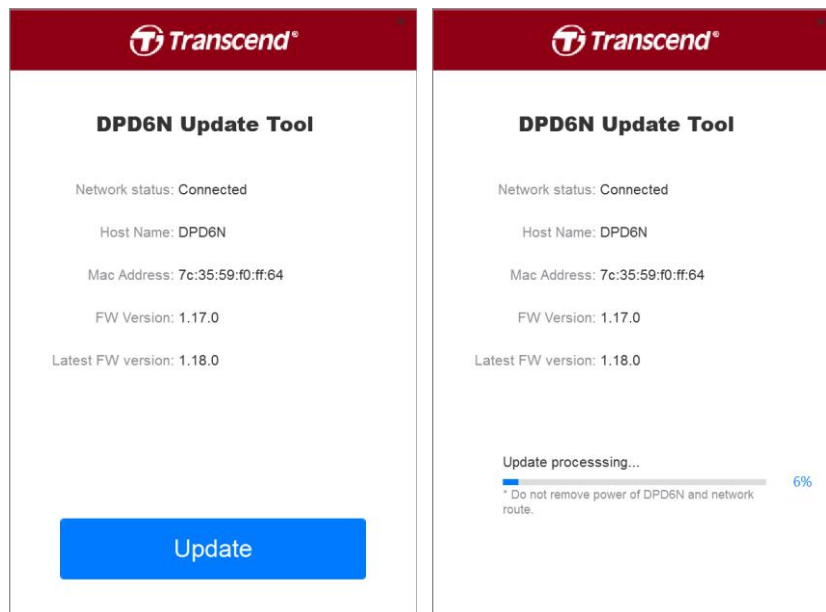 Transcend®
DPD6N Update Tool
Network status: Connected
Host Name: DPD6N
Mac Address: 7c:35:59:f0:ff:64
FW Version: 1.17.0
Latest FW version: 1.18.0
Update
Transcend®
DPD6N Update Tool
Network status: Connected
Host Name: DPD6N
Mac Address: 7c:35:59:f0:ff:64
FW Version: 1.17.0
Latest FW version: 1.18.0
Update processsing...
6%
* Do not remove power of DPD6N and network
route.